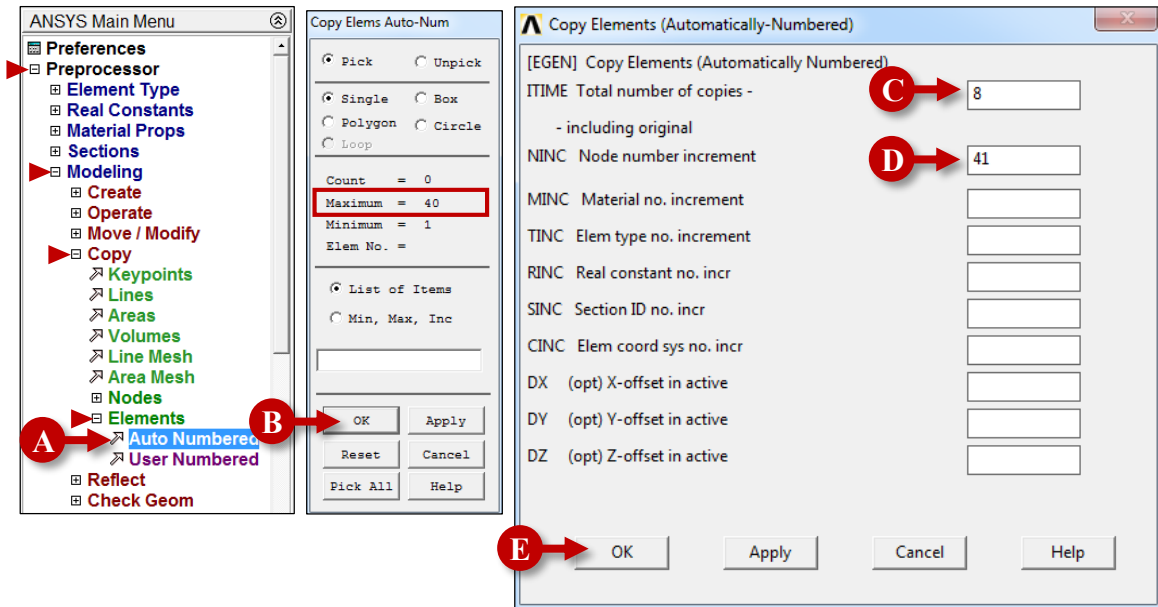 ANSYS Main Menu
Preferences
Preprocessor
Element Type
Real Constants
Material Props
Sections
Modeling
Create
Operate
Move / Modify
Copy
Keypoints
Lines
Areas
Volumes
Line Mesh
Area Mesh
Nodes
Elements
A
Auto Numbered
User Numbered
Reflect
Check Geom
Copy Elems Auto-Num
Pick Unpick
Single Box
Polygon Circle
Loop
Count = 0
Maximum = 40
Minimum = 1
Elem No. =
List of Items
Min, Max, Inc
B
OK Apply
Reset Cancel
Pick All Help
Copy Elements (Automatically-Numbered)
[EGEN] Copy Elements (Automatically Numbered)
ITIME Total number of copies - C 8
- including original
NINC Node number increment D 41
MINC Material no. increment
TINC Elem type no. increment
RINC Real constant no. incr
SINC Section ID no. incr
CINC Elem coord sys no. incr
DX (opt) X-offset in active
DY (opt) Y-offset in active
DZ (opt) Z-offset in active
E OK Apply Cancel Help